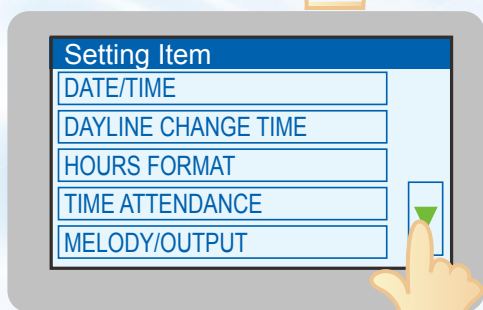 Setting Item
DATE/TIME
DAYLINE CHANGE TIME
HOURS FORMAT
TIME ATTENDANCE
MELODY/OUTPUT